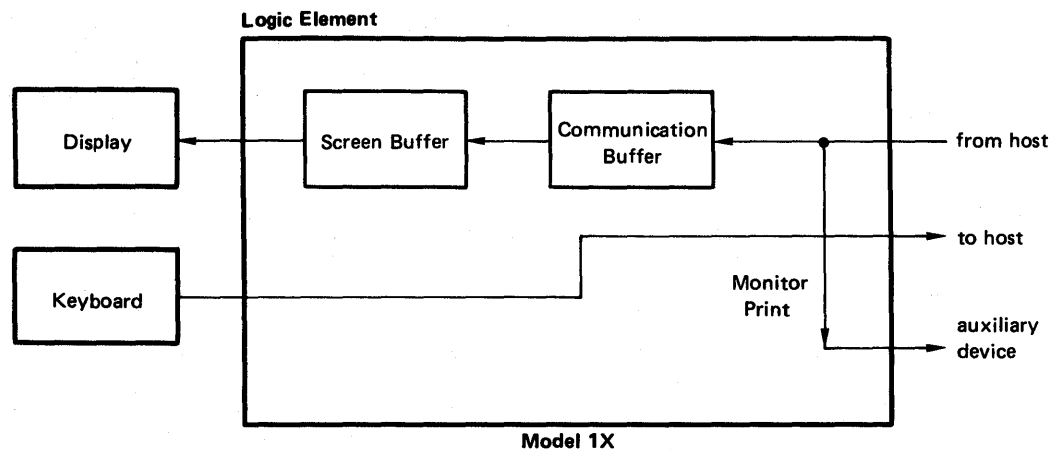 Logic Element
Display
Screen Buffer
Communication
Buffer
from host
to host
Keyboard
Monitor
Print
auxiliary
device
Model 1X